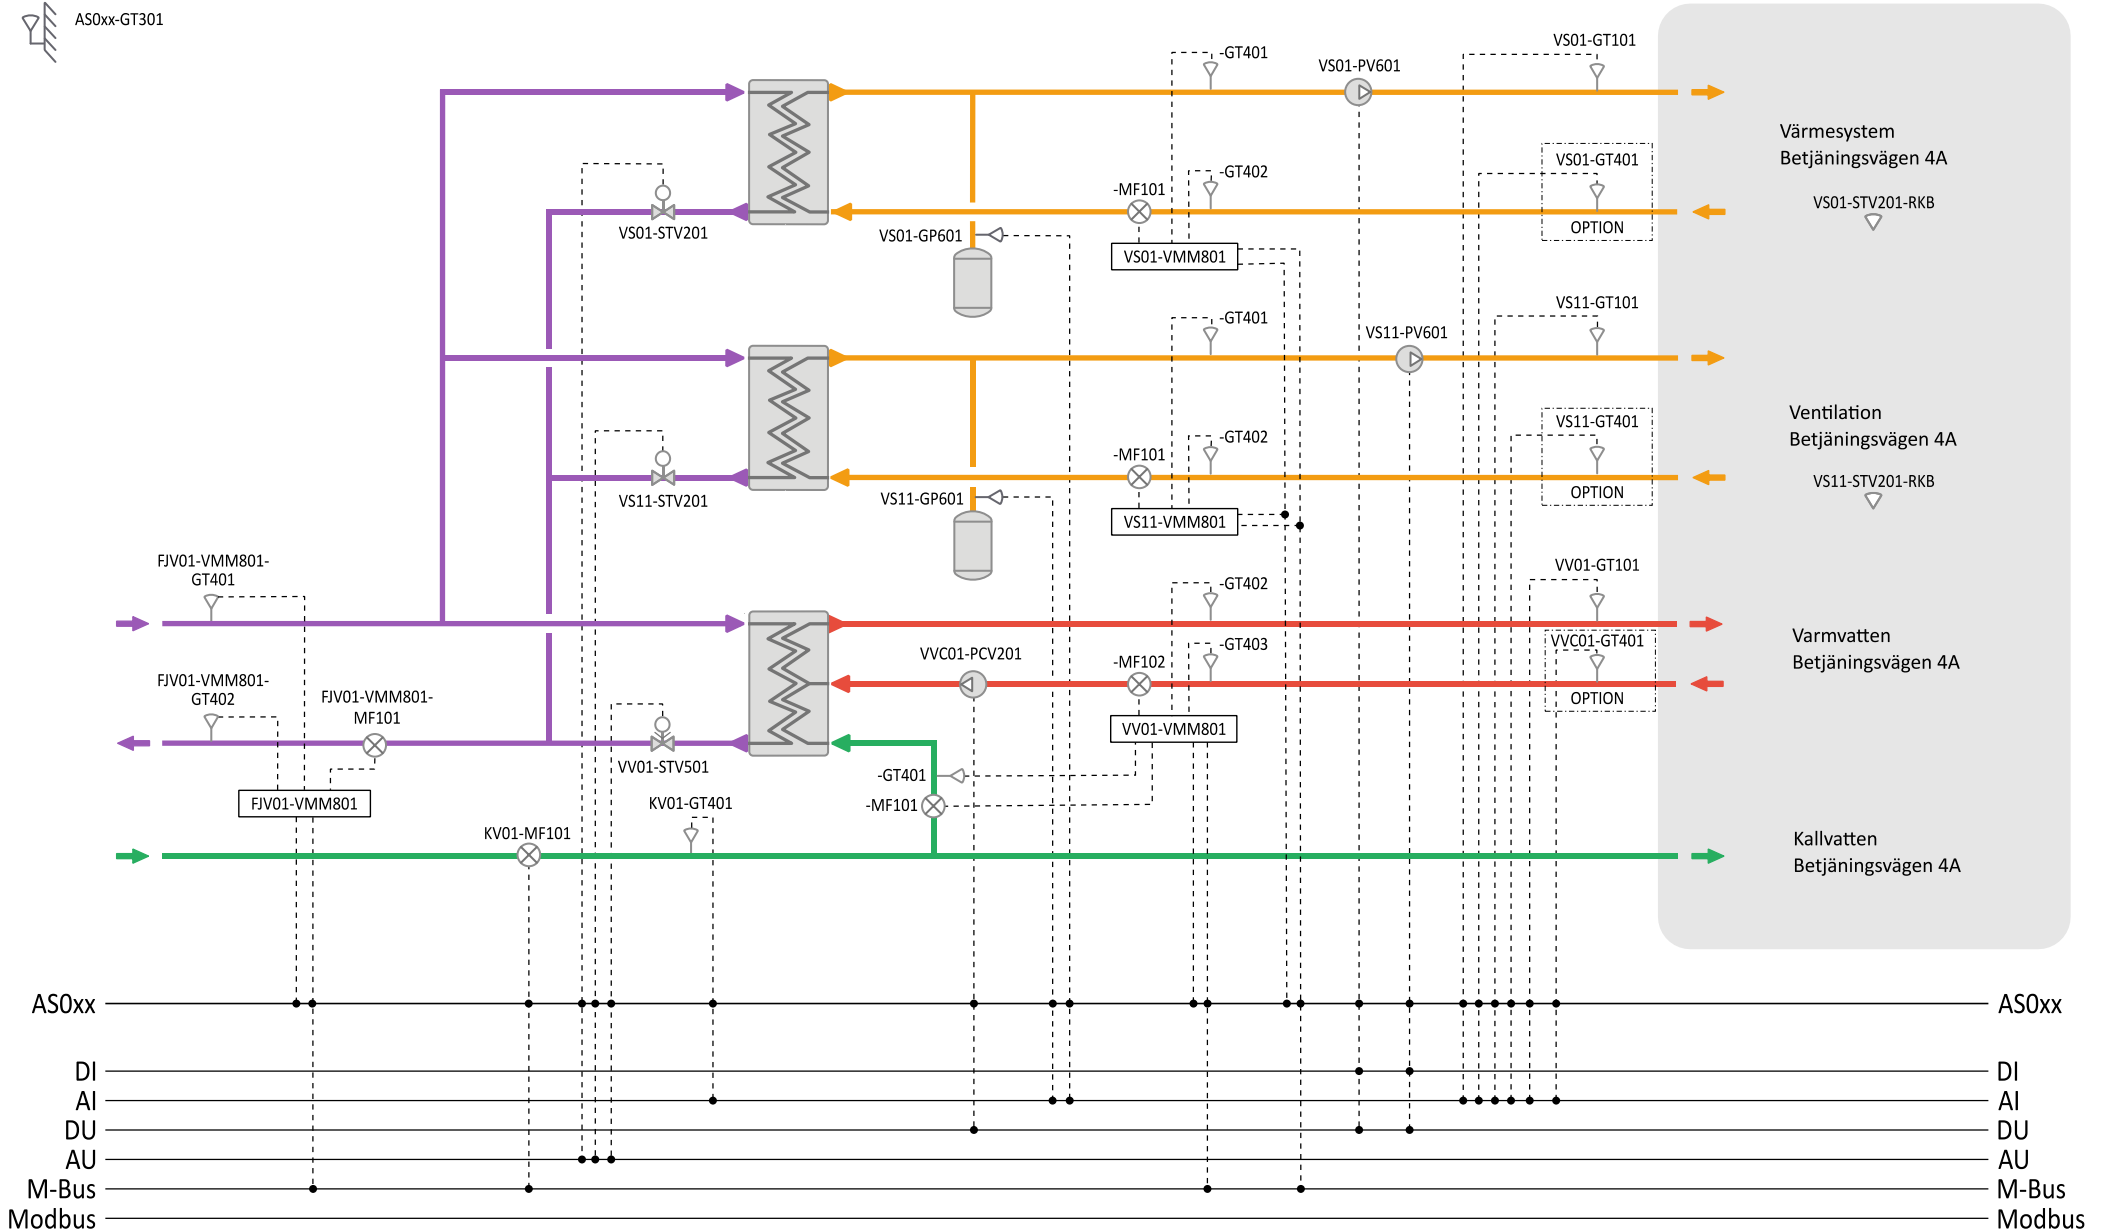 AS0xx-GT301
VS01-GT101
-GT401
VS01-PV601
Värmesystem
Betjäningsvägen 4A
VS01-GT401
-GT402
-MF101
VS01-STV201-RKB
OPTION
VS01-STV201
VS01-GP601
VS01-VMM801
VS11-GT101
-GT401
VS11-PV601
Ventilation
Betjäningsvägen 4A
VS11-GT401
-GT402
-MF101
VS11-STV201-RKB
OPTION
VS11-STV201
VS11-GP601
VS11-VMM801
FJV01-VMM801-
GT401
VV01-GT101
-GT402
Varmvatten
Betjäningsvägen 4A
VVC01-GT401
-GT403
VVC01-PCV201
-MF102
FJV01-VMM801-
GT402
FJV01-VMM801-
MF101
OPTION
VV01-VMM801
VV01-STV501
-GT401
FJV01-VMM801
KV01-GT401
-MF101
KV01-MF101
Kallvatten
Betjäningsvägen 4A
AS0xx AS0xx
DI DI
AI AI
DU DU
AU AU
M-Bus M-Bus
Modbus Modbus